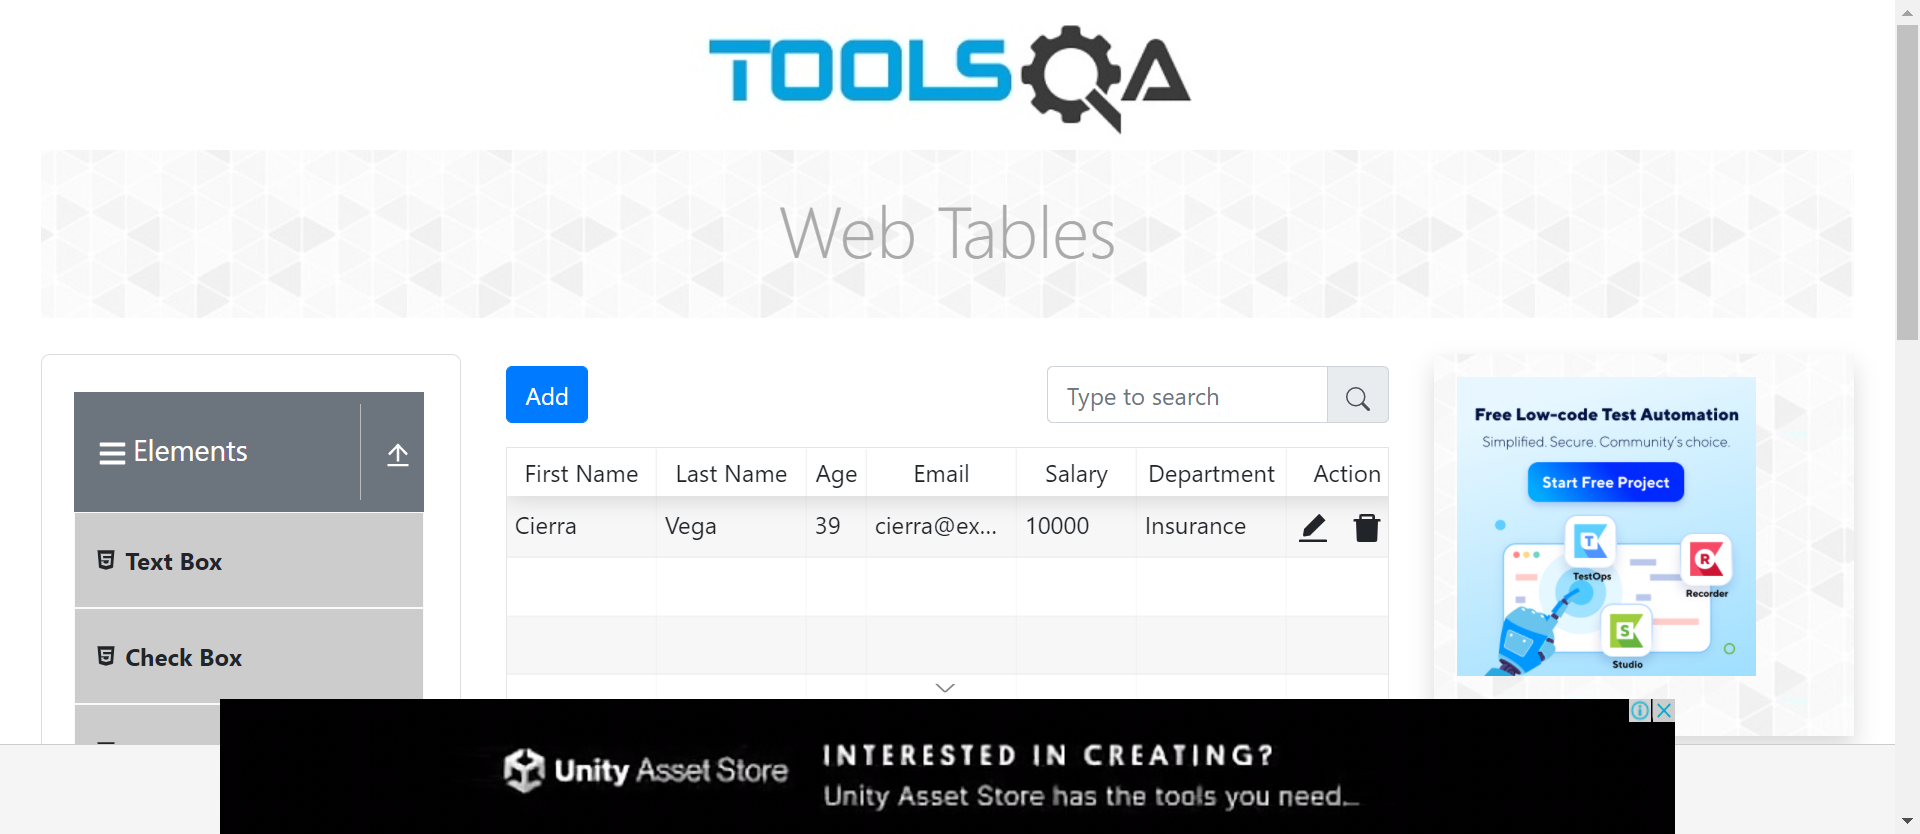 TOOLSQA
Web Tables
Elements
Text Box
Check Box
Add
Type to search
First Name Last Name Age Email Salary Department Action
Cierra Vega 39 cierra@ex... 10000 Insurance
Free Low-code Test Automation
Simplified. Secure. Community's choice.
Start Free Project
TestOps
Recorder
Studio
Unity Asset Store
INTERESTED IN CREATING?
Unity Asset Store has the tools you need...